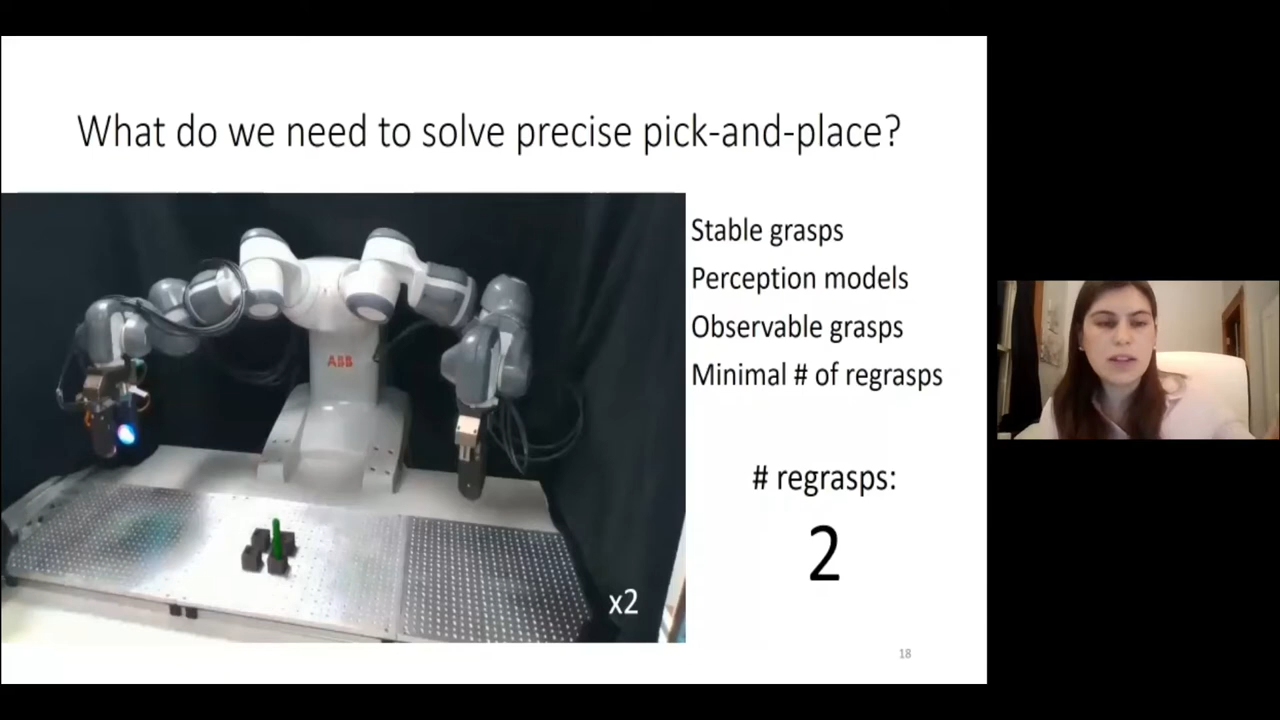 What do we need to solve precise pick-and-place?
Stable grasps
Perception models
Observable grasps
Minimal # of regrasps
ABB
# regrasps:
2
x2
18